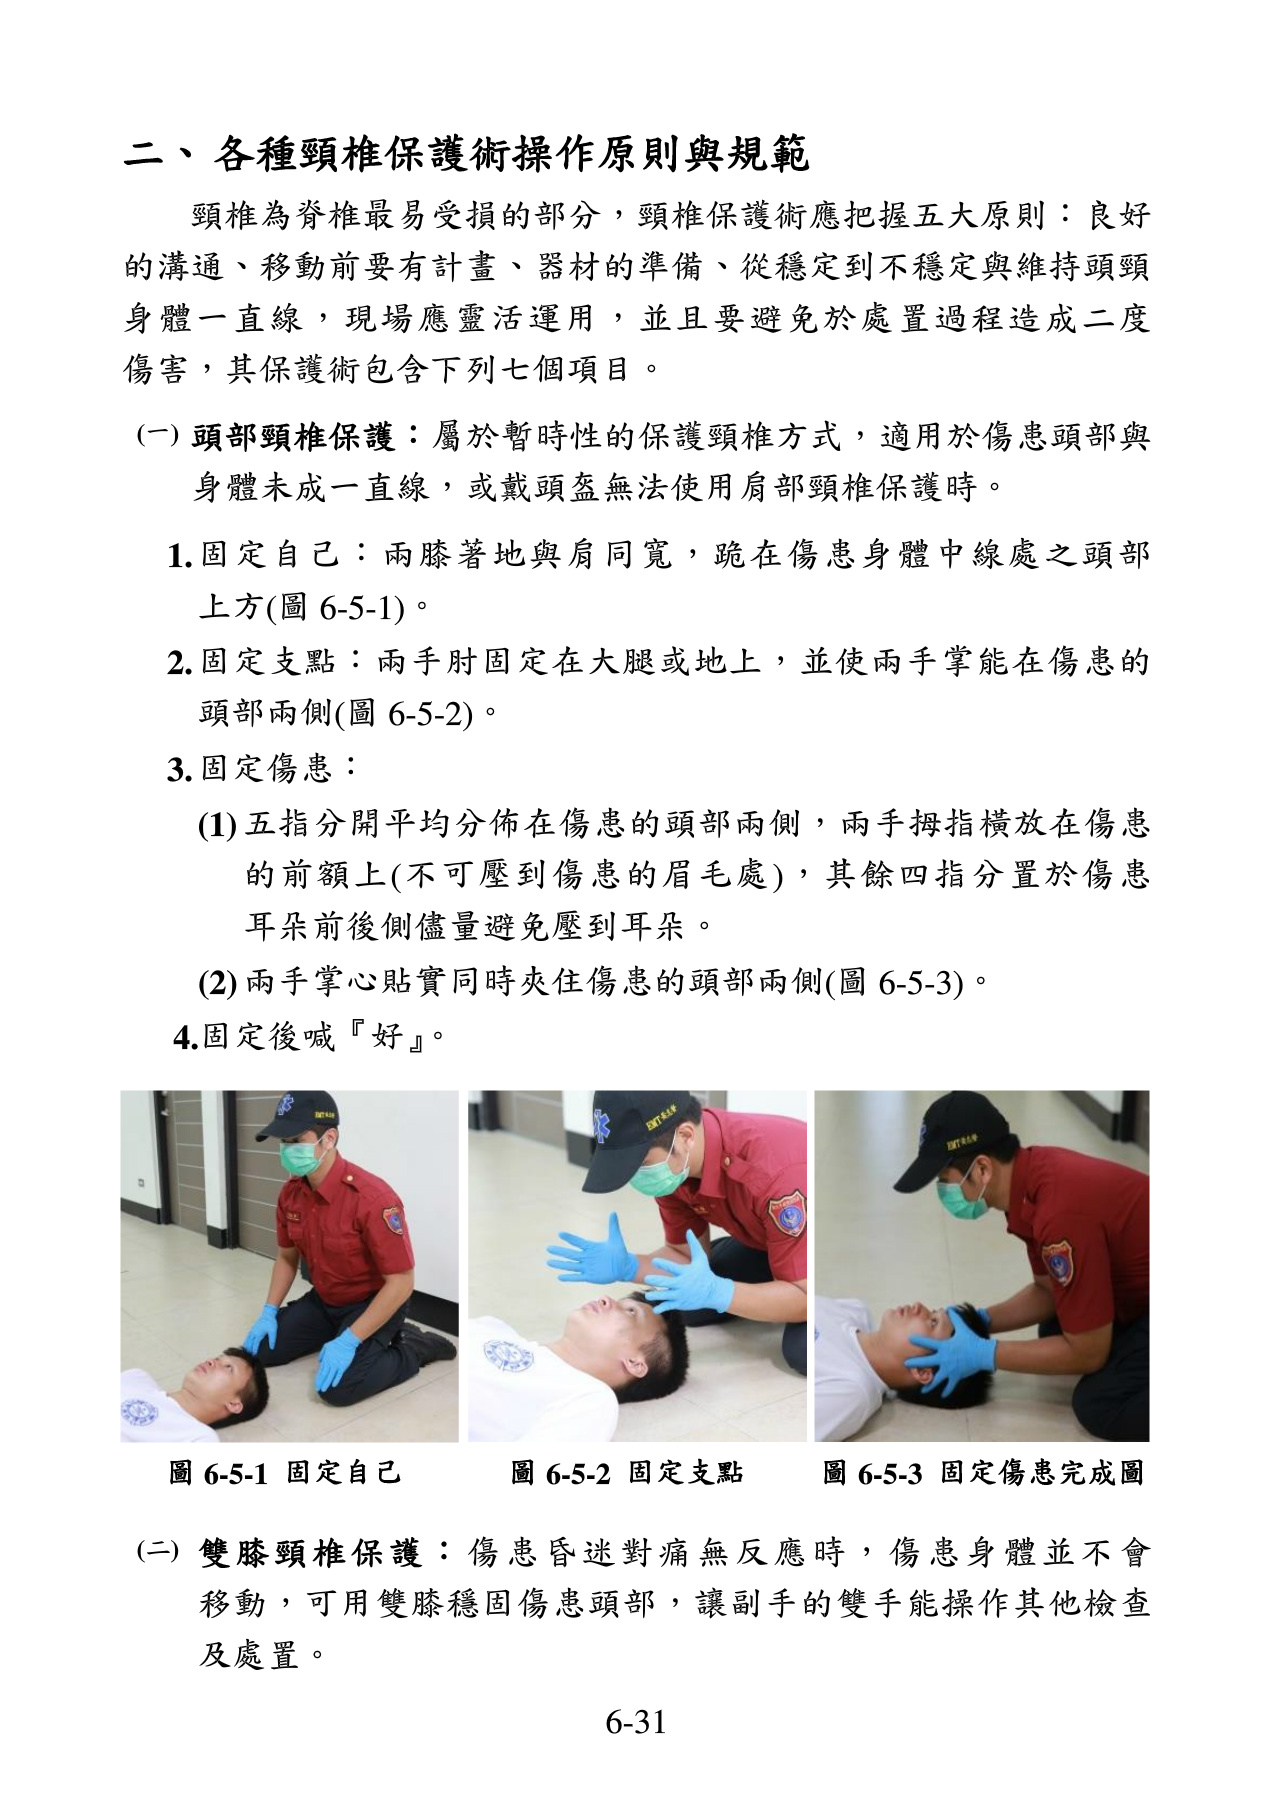 二、 各種頸椎保護術操作原則與規範
頸椎為脊椎最易受損的部分，頸椎保護術應把握五大原則：良好
的溝通、移動前要有計畫、器材的準備、從穩定到不穩定與維持頭頸
身體一直線，現場應靈活運用，並且要避免於處置過程造成二度
傷害，其保護術包含下列七個項目。
(一) 頭部頸椎保護：屬於暫時性的保護頸椎方式，適用於傷患頭部與
身體未成一直線，或戴頭盔無法使用肩部頸椎保護時。
1.固定自己：兩膝著地與肩同寬，跪在傷患身體中線處之頭部
上方(圖 6-5-1)。
2.固定支點：兩手肘固定在大腿或地上，並使兩手掌能在傷患的
頭部兩側(圖 6-5-2)。
3.固定傷患：
(1)五指分開平均分佈在傷患的頭部兩側，兩手拇指橫放在傷患
的前額上(不可壓到傷患的眉毛處)，其餘四指分置於傷患
耳朵前後側儘量避免壓到耳朵。
(2)兩手掌心貼實同時夾住傷患的頭部兩側(圖 6-5-3)。
4.固定後喊『好』。
圖 6-5-1 固定自己
圖 6-5-2 固定支點
圖 6-5-3 固定傷患完成圖
(二) 雙膝頸椎保護：傷患昏迷對痛無反應時，傷患身體並不會
移動，可用雙膝穩固傷患頭部，讓副手的雙手能操作其他檢查
及處置。
6-31